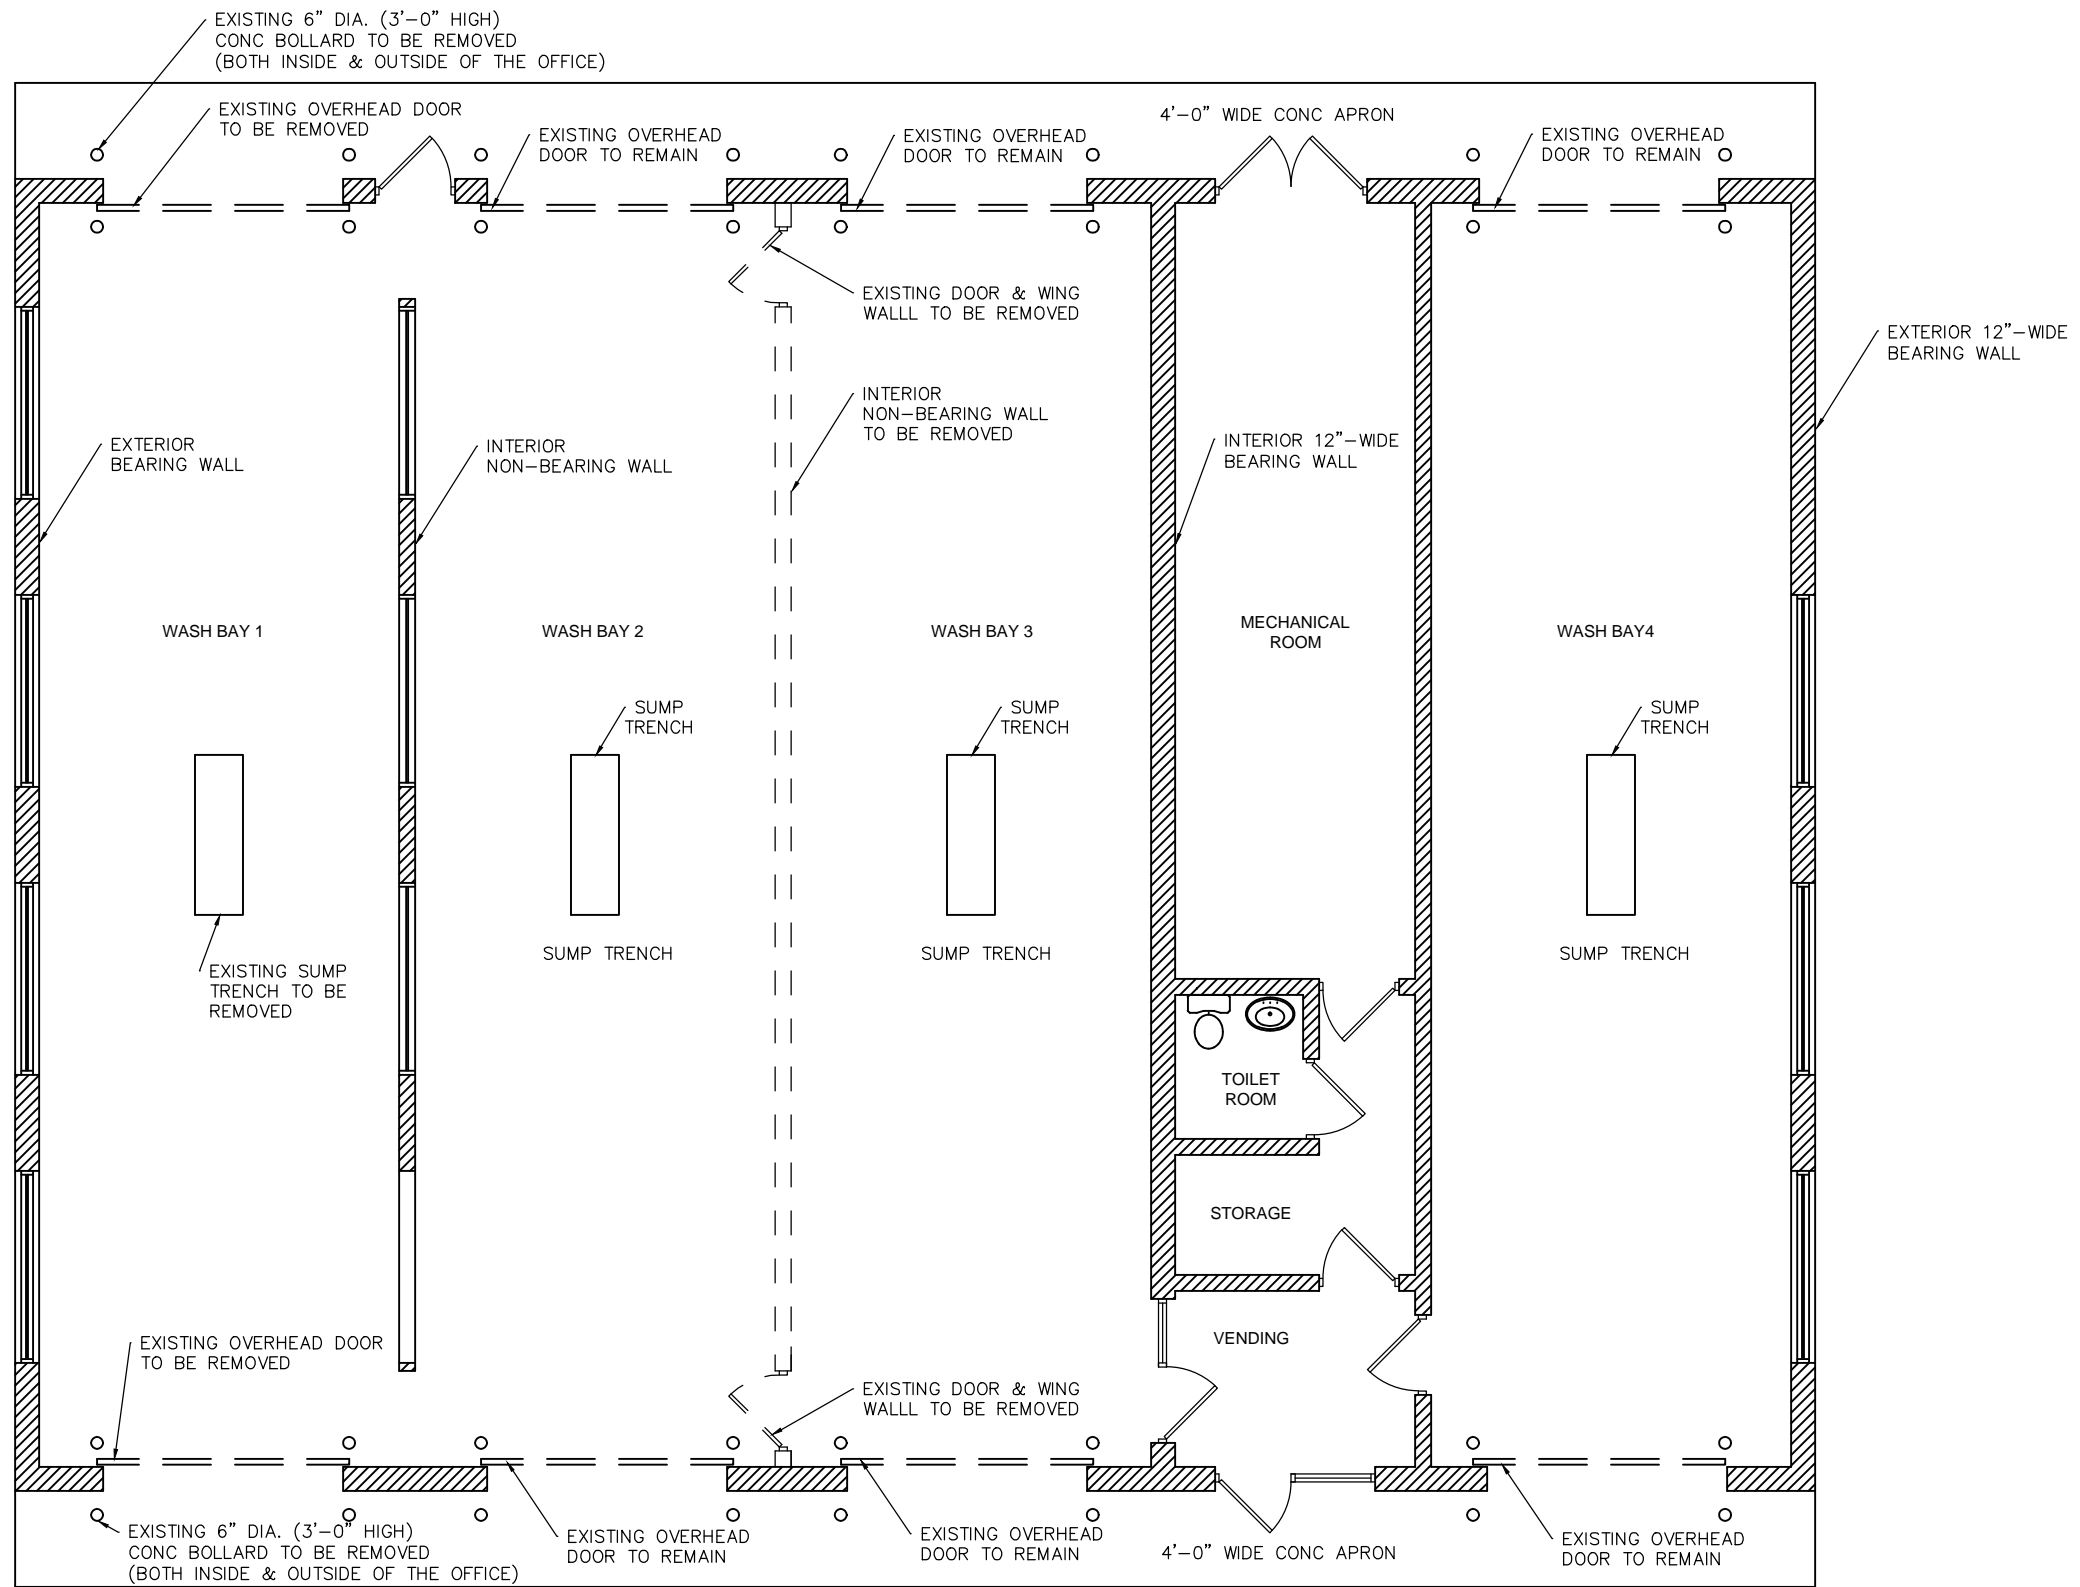 EXISTING 6" DIA. (3'-0" HIGH)
CONC BOLLARD TO BE REMOVED
(BOTH INSIDE & OUTSIDE OF THE OFFICE)
EXISTING OVERHEAD DOOR
TO BE REMOVED
EXISTING OVERHEAD
DOOR TO REMAIN
EXISTING OVERHEAD
DOOR TO REMAIN
4'-0" WIDE CONC APRON
EXISTING OVERHEAD
DOOR TO REMAIN
EXISTING DOOR & WING
WALLL TO BE REMOVED
EXTERIOR 12"-WIDE
BEARING WALL
INTERIOR
NON-BEARING WALL
TO BE REMOVED
EXTERIOR
BEARING WALL
INTERIOR
NON-BEARING WALL
INTERIOR 12"-WIDE
BEARING WALL
WASH BAY 1
WASH BAY 2
WASH BAY 3
MECHANICAL
ROOM
WASH BAY4
SUMP
TRENCH
SUMP
TRENCH
SUMP
TRENCH
SUMP TRENCH
SUMP TRENCH
SUMP TRENCH
EXISTING SUMP
TRENCH TO BE
REMOVED
TOILET
ROOM
STORAGE
VENDING
EXISTING OVERHEAD DOOR
TO BE REMOVED
EXISTING DOOR & WING
WALLL TO BE REMOVED
EXISTING 6" DIA. (3'-0" HIGH)
CONC BOLLARD TO BE REMOVED
(BOTH INSIDE & OUTSIDE OF THE OFFICE)
EXISTING OVERHEAD
DOOR TO REMAIN
EXISTING OVERHEAD
DOOR TO REMAIN
4'-0" WIDE CONC APRON
EXISTING OVERHEAD
DOOR TO REMAIN